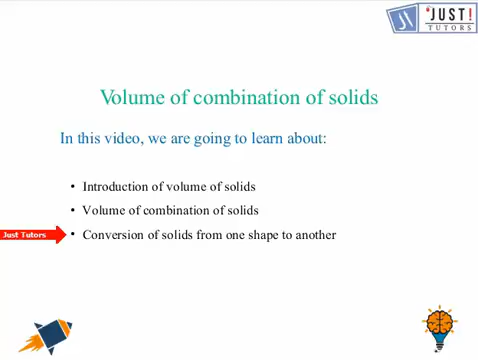 'JUST!
TUTORS
Volume of combination of solids
In this video, we are going to learn about:
• Introduction of volume of solids
• Volume of combination of solids
Just Tutors
• Conversion of solids from one shape to another